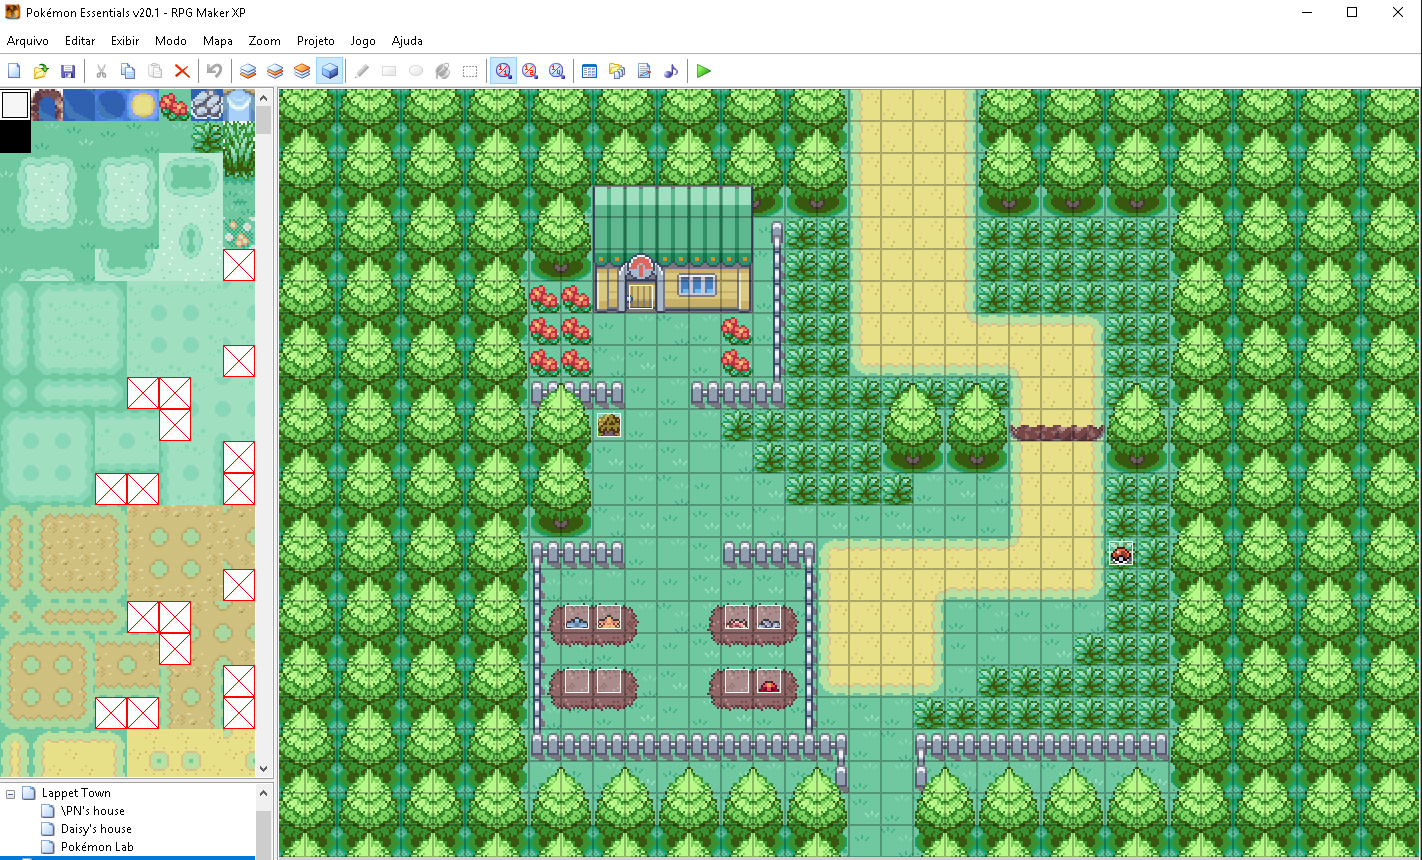 Pokémon Essentials v20.1 - RPG Maker XP
Arquivo Editar Exibir Modo Mapa Zoom Projeto Jogo Ajuda
Lappet Town
\PN's house
Daisy's house
Pokémon Lab